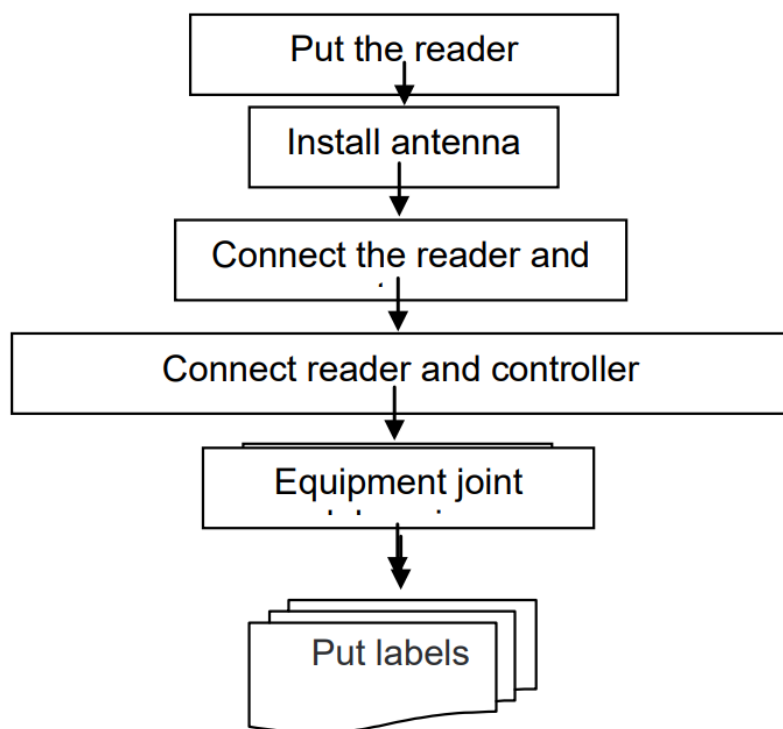 Put the reader
Install antenna
Connect the reader and
Connect reader and controller
Equipment joint
Put labels